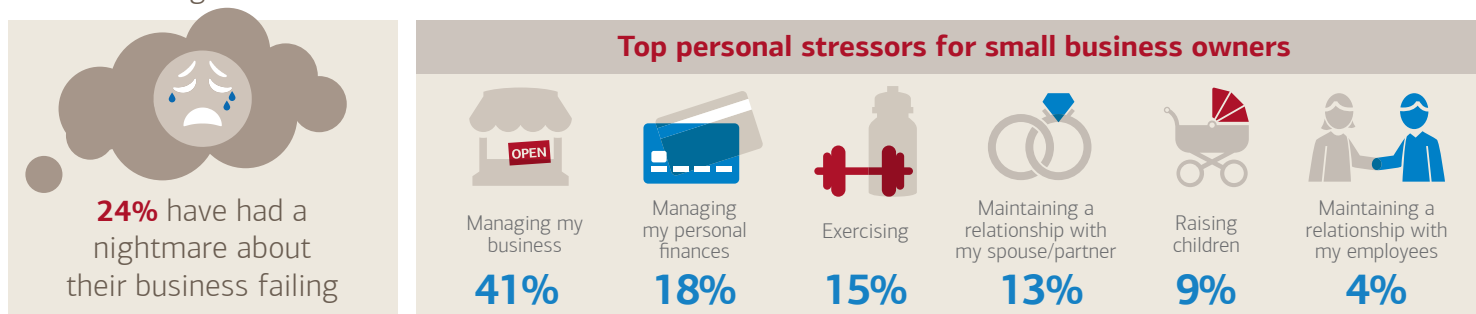 24% have had a
nightmare about
their business failing
Top personal stressors for small business owners
OPEN
Managing my
business
41%
Managing
my personal
finances
18%
Exercising
15%
Maintaining a
relationship with
my spouse/partner
13%
Raising
children
9%
Maintaining a
relationship with
my employees
4%